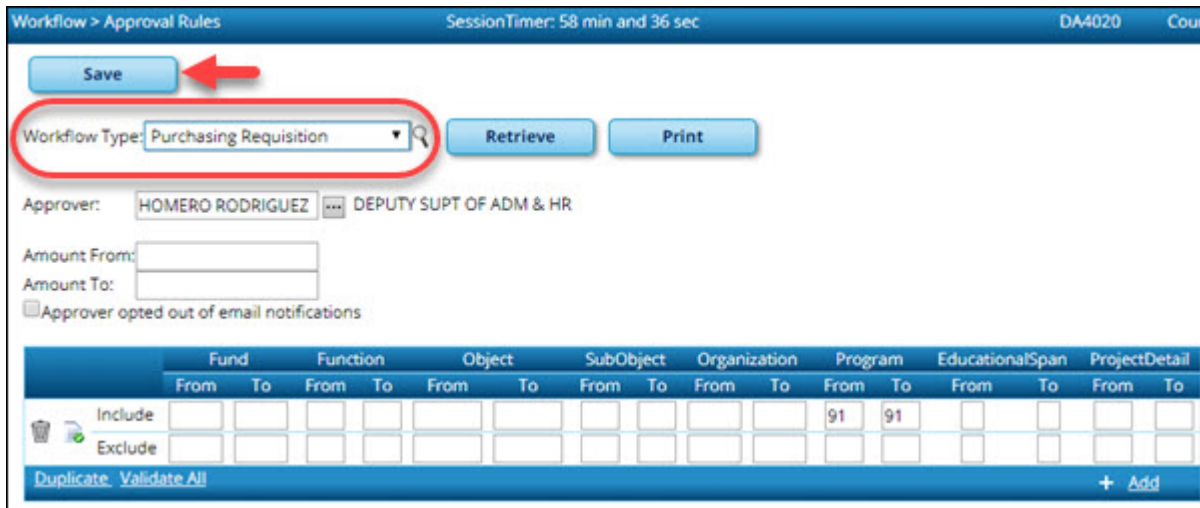 Workflow > Approval Rules SessionTimer: 58 min and 36 sec DA4020 Cour
Save
Workflow Type: Purchasing Requisition Retrieve Print
Approver: HOMERO RODRIGUEZ ... DEPUTY SUPT OF ADM & HR
Amount From:
Amount To:
Approver opted out of email notifications
Fund Function Object SubObject Organization Program EducationalSpan ProjectDetail
From To From To From To From To From To From To From To From To
Include 91 91
Exclude
Duplicate Validate All + Add